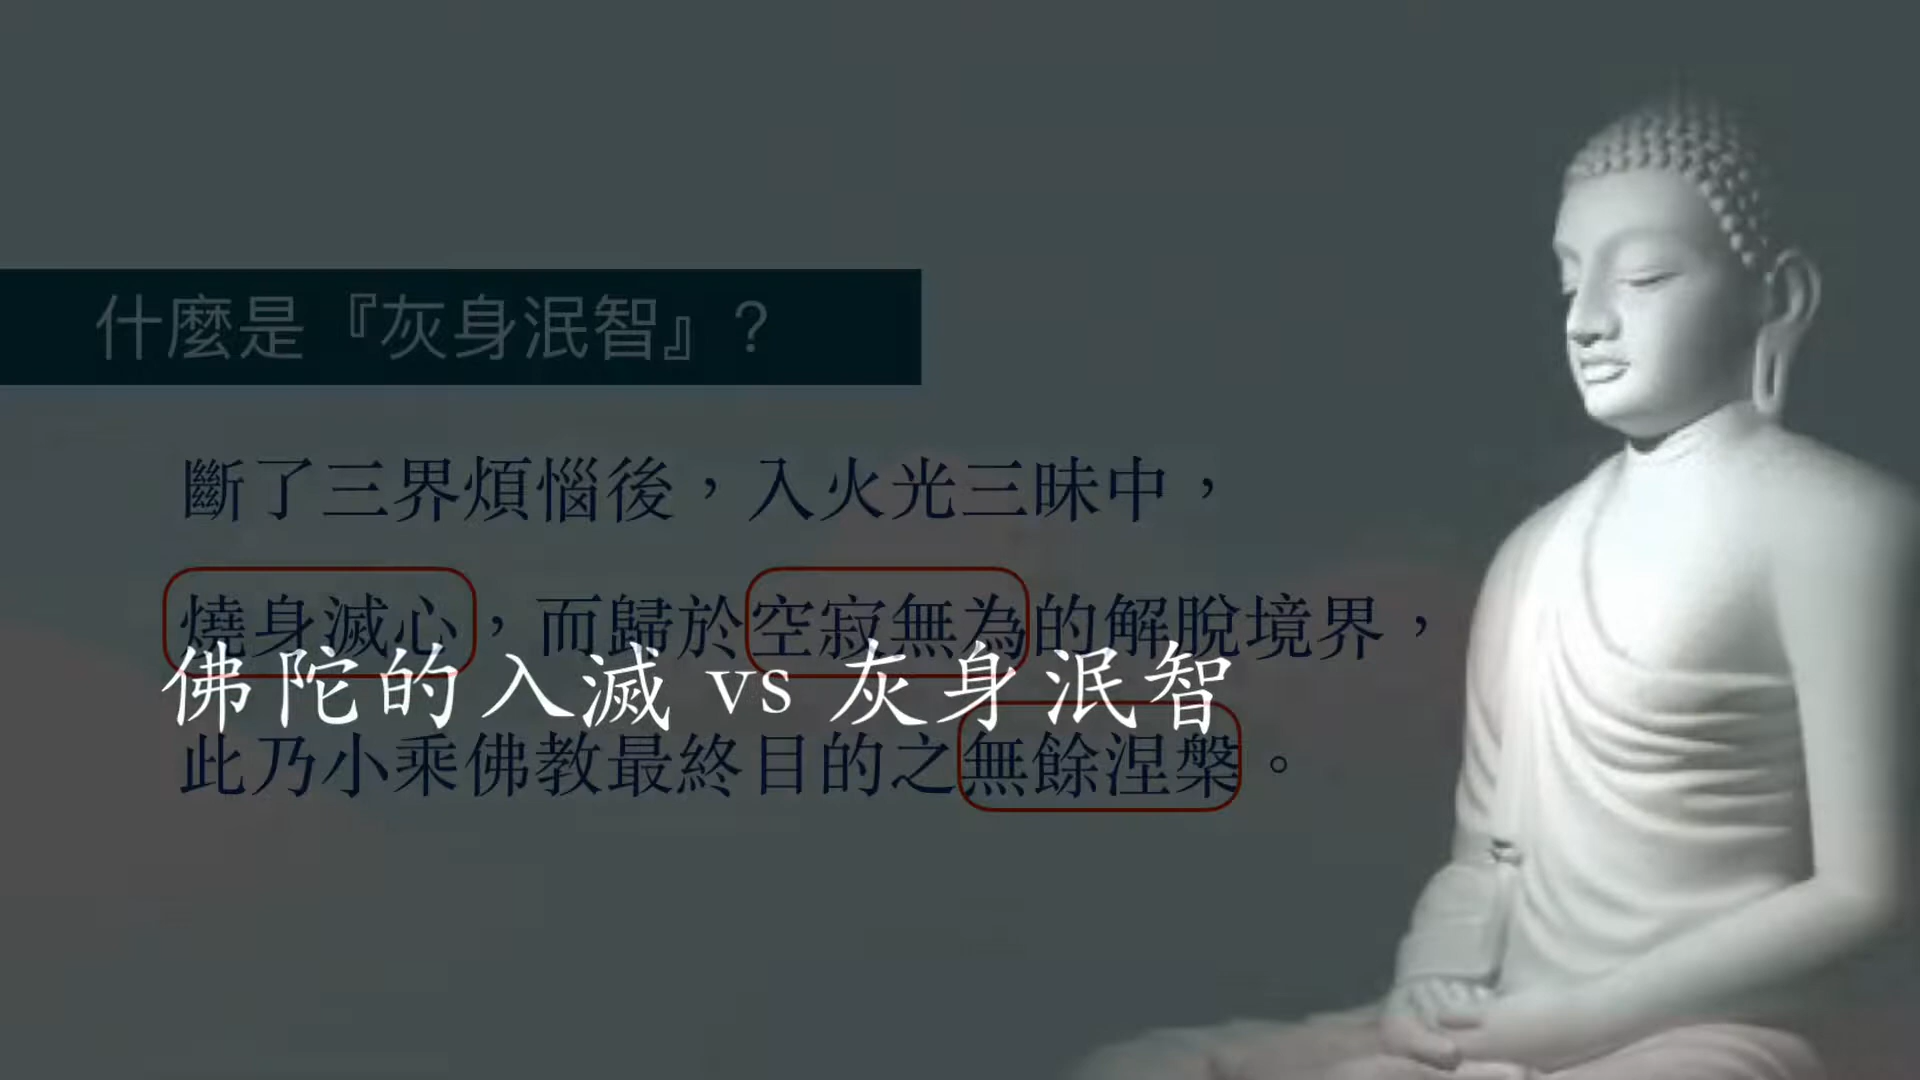 什麼是『灰身泯智』？
斷了三界煩惱後，入火光三昧中，
燒身滅心，而歸於空寂無為的解脫境界，
佛陀的入滅 vs 灰身泯智
此乃小乘佛教最終目的之無餘涅槃。